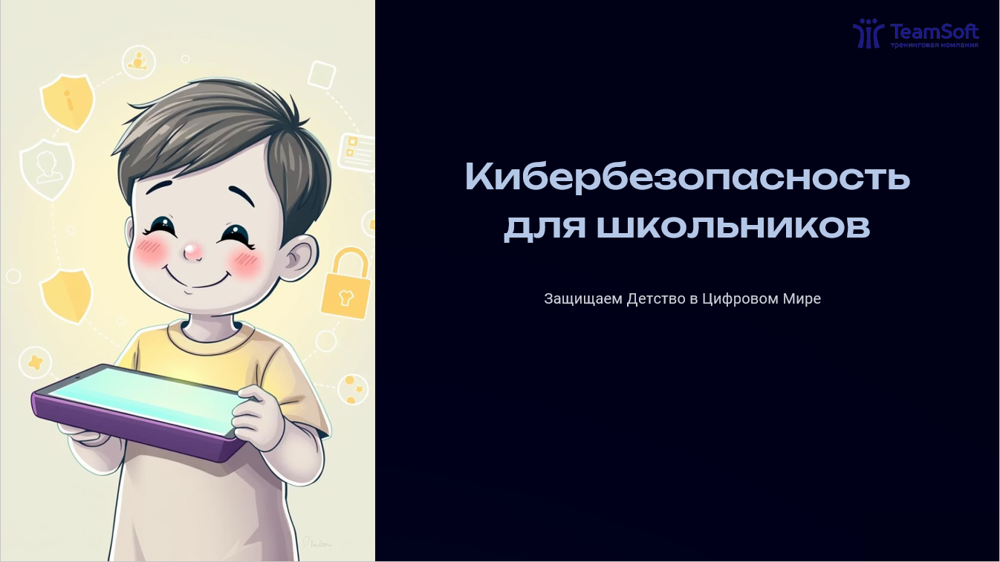 TeamSoft
тренинговая компания
Кибербезопасность
для школьников
Защищаем Детство в Цифровом Мире